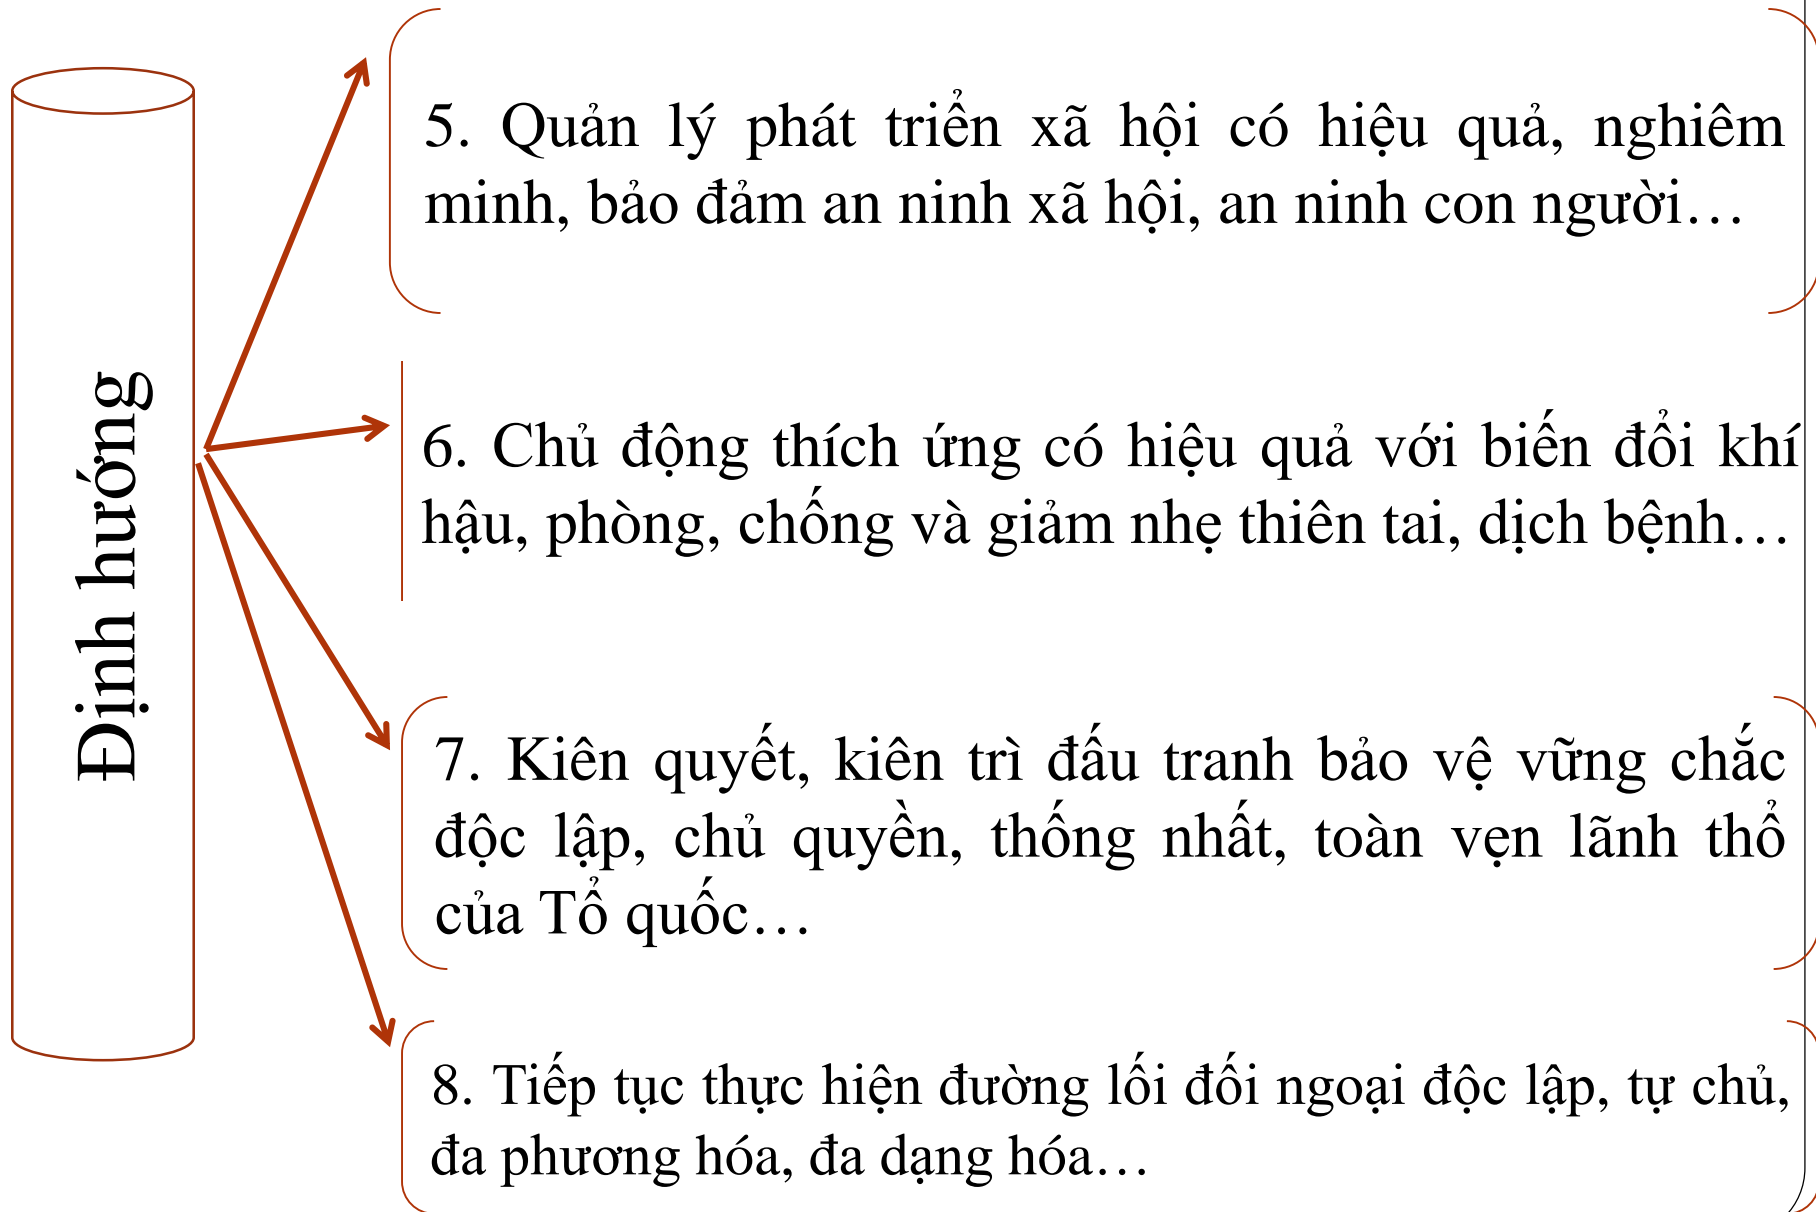 Định hướng
5. Quản lý phát triển xã hội có hiệu quả, nghiêm
minh, bảo đảm an ninh xã hội, an ninh con người…
6. Chủ động thích ứng có hiệu quả với biến đổi khí
hậu, phòng, chống và giảm nhẹ thiên tai, dịch bệnh…
7. Kiên quyết, kiên trì đấu tranh bảo vệ vững chắc
độc lập, chủ quyền, thống nhất, toàn vẹn lãnh thổ
của Tổ quốc…
8. Tiếp tục thực hiện đường lối đối ngoại độc lập, tự chủ,
đa phương hóa, đa dạng hóa…